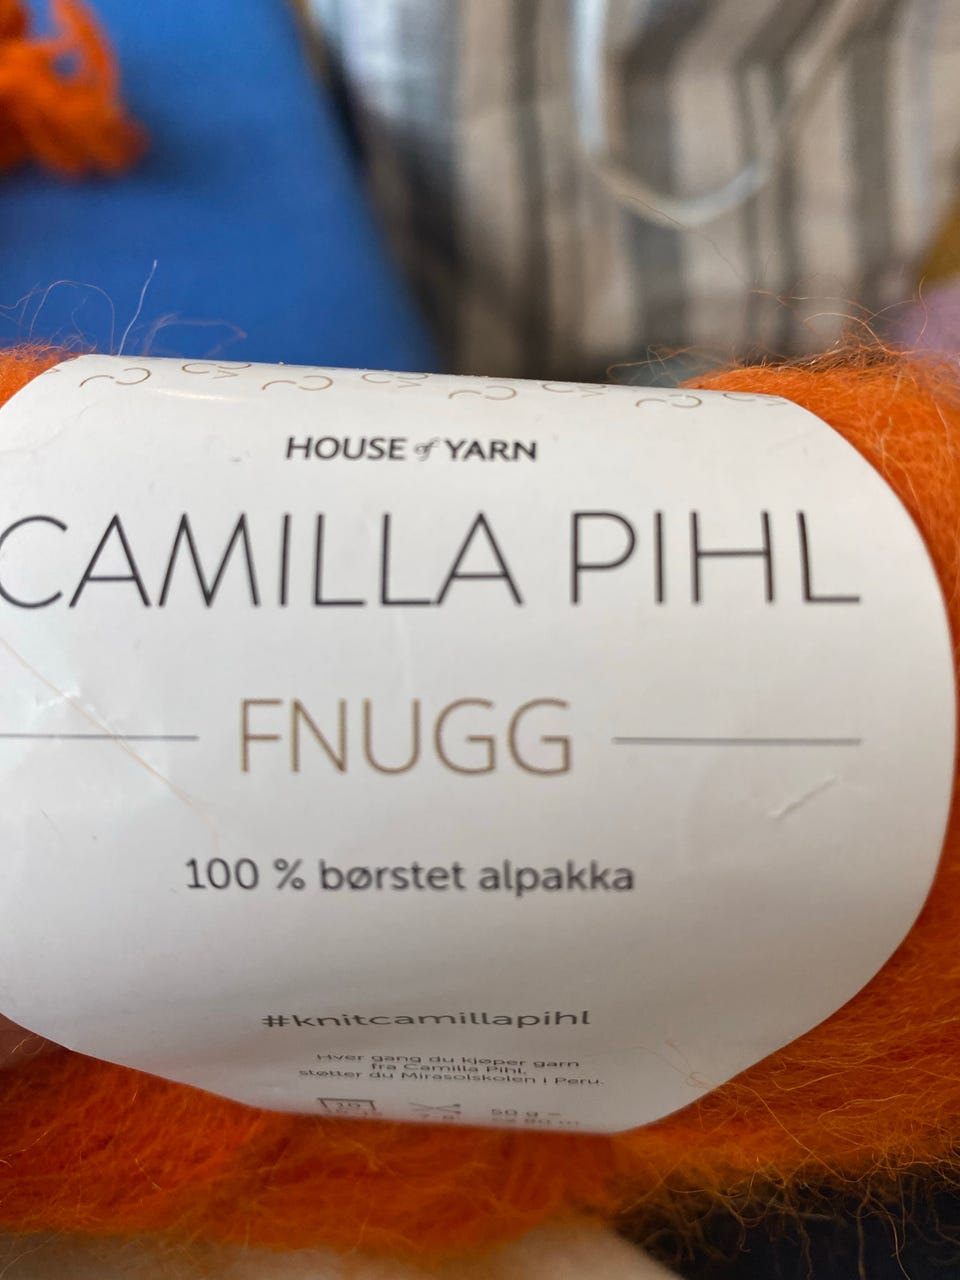 HOUSE of YARN
CAMILLA PIHL
FNUGG
100 % børstet alpakka
#knitcamillapihl
Hver gang du kjøper garn
fra Camilla Pihl,
støtter du Mirasolskolen i Peru.
50 g =